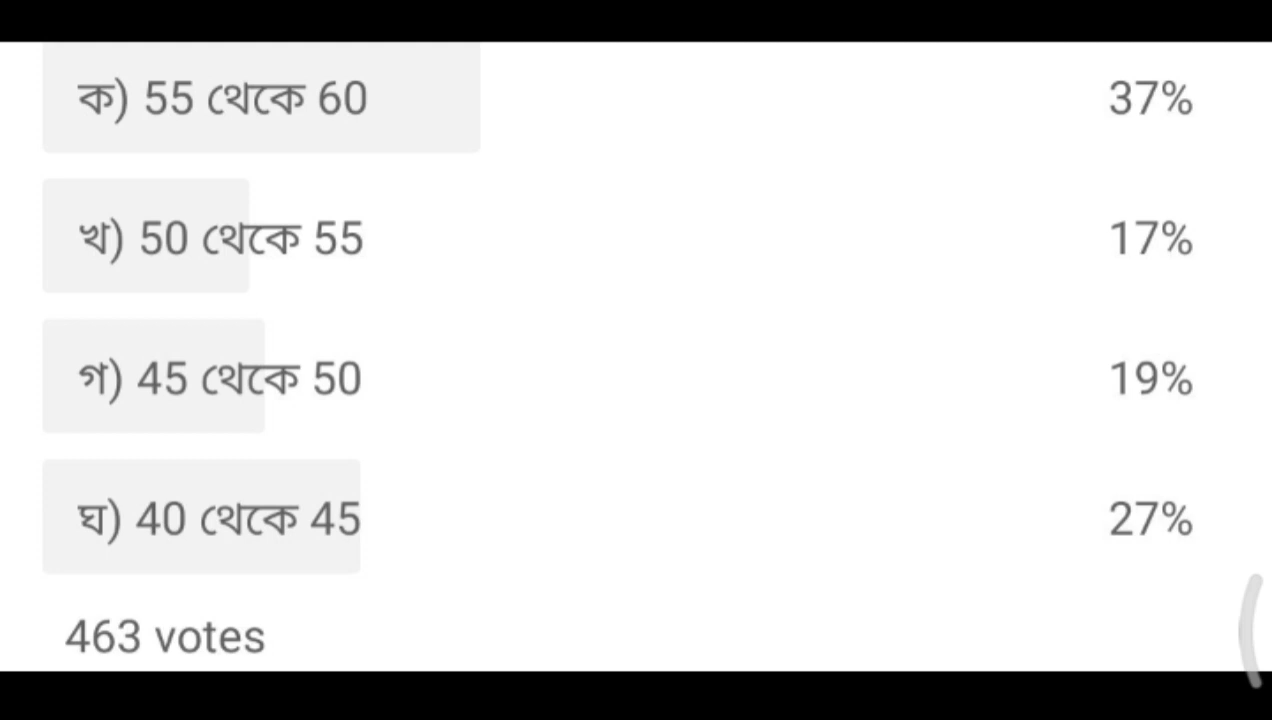 ক) 55 থেকে 60 37%
খ) 50 থেকে 55 17%
গ) 45 থেকে 50 19%
ঘ) 40 থেকে 45 27%
463 votes